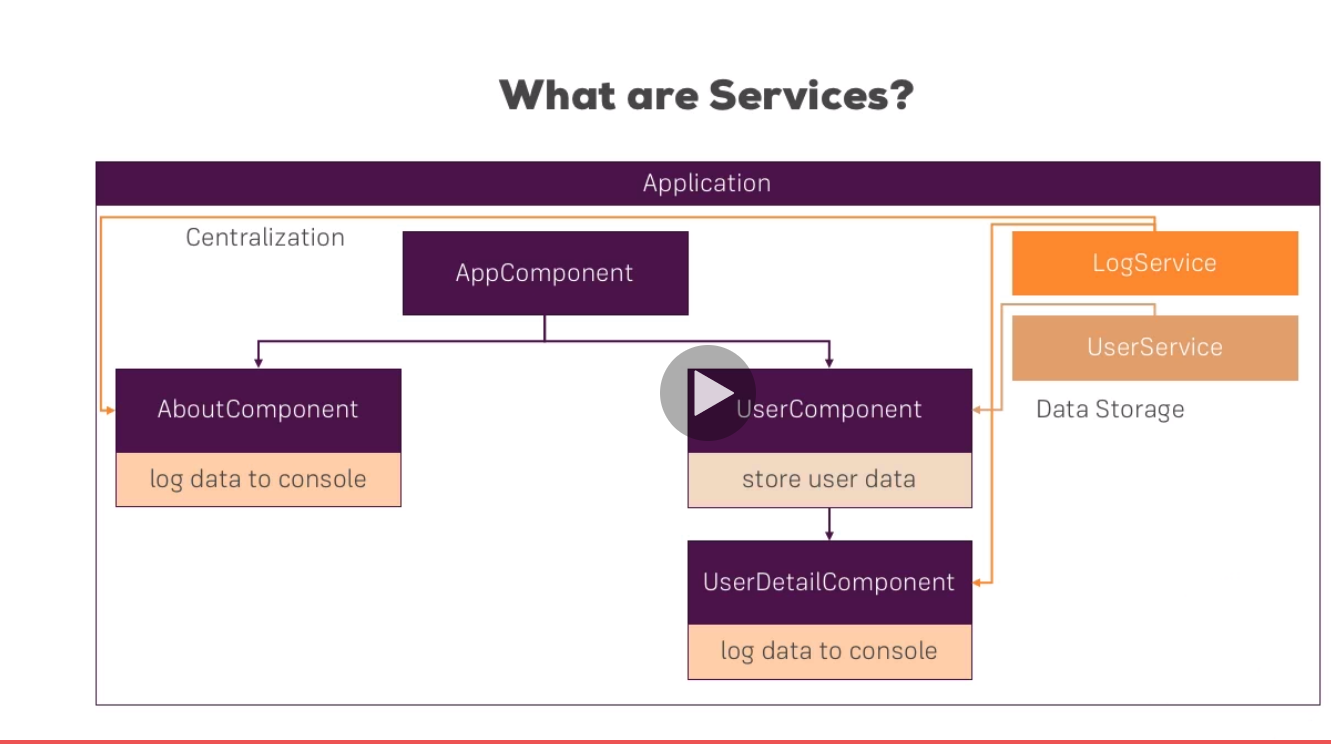 What are Services?
Application
Centralization
AppComponent
LogService
UserService
AboutComponent
UserComponent
Data Storage
log data to console
store user data
UserDetailComponent
log data to console